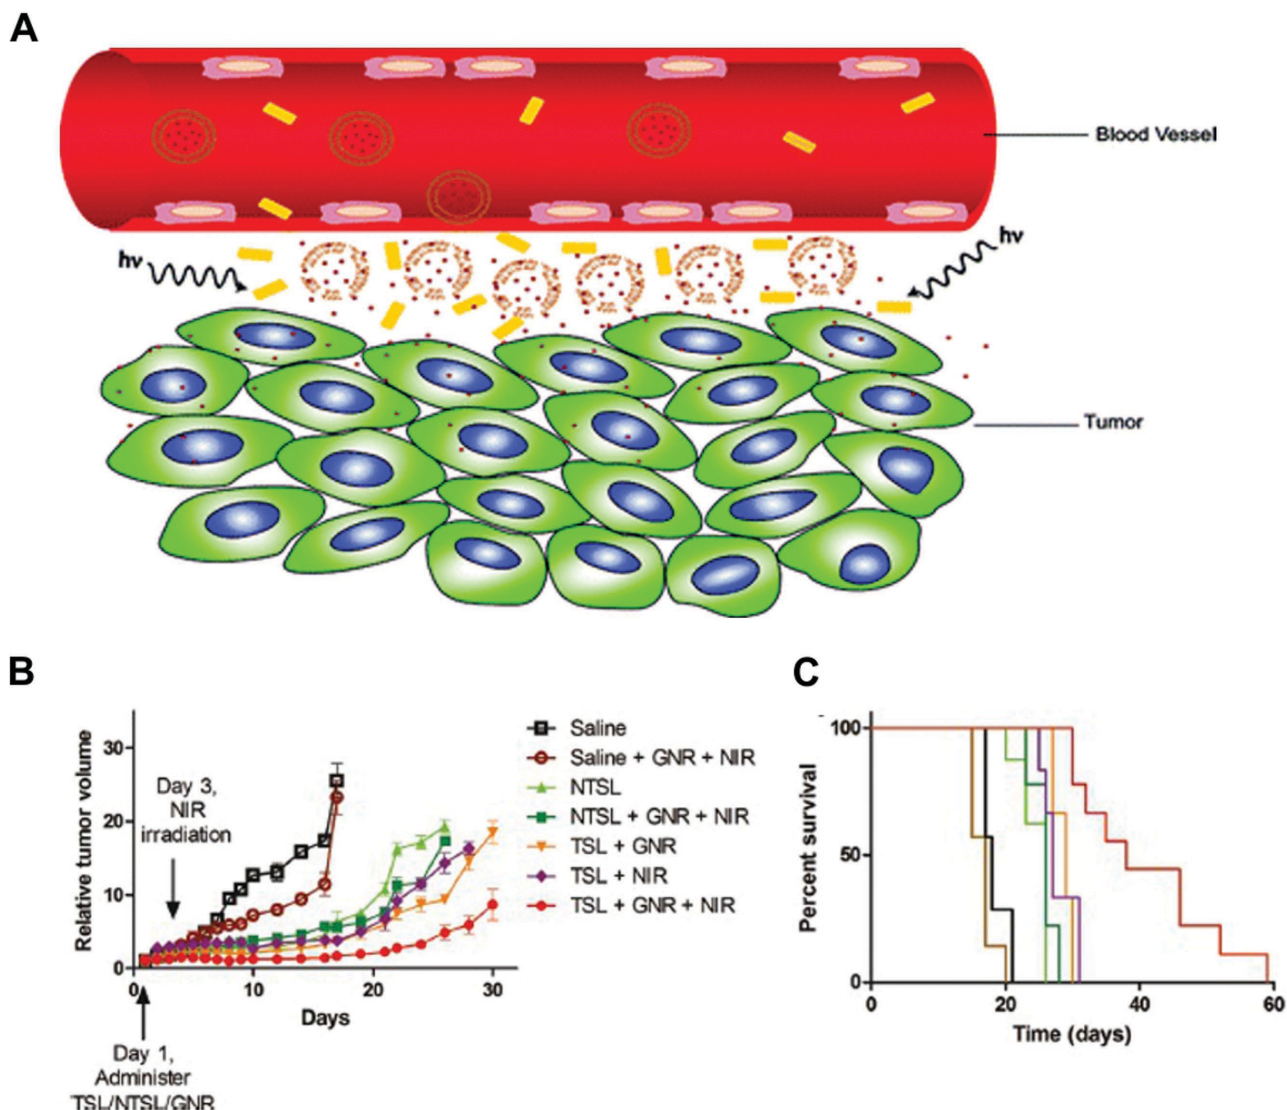 A
Blood Vessel
hν
hν
Tumor
B
Relative tumor volume
30
20
10
0
0
10
20
30
Days
Day 3,
NIR
irradiation
Day 1,
Administer
TSL/NTSL/GNR
Saline
Saline + GNR + NIR
NTSL
NTSL + GNR + NIR
TSL + GNR
TSL + NIR
TSL + GNR + NIR
C
Percent survival
100
50
0
0
20
40
60
Time (days)